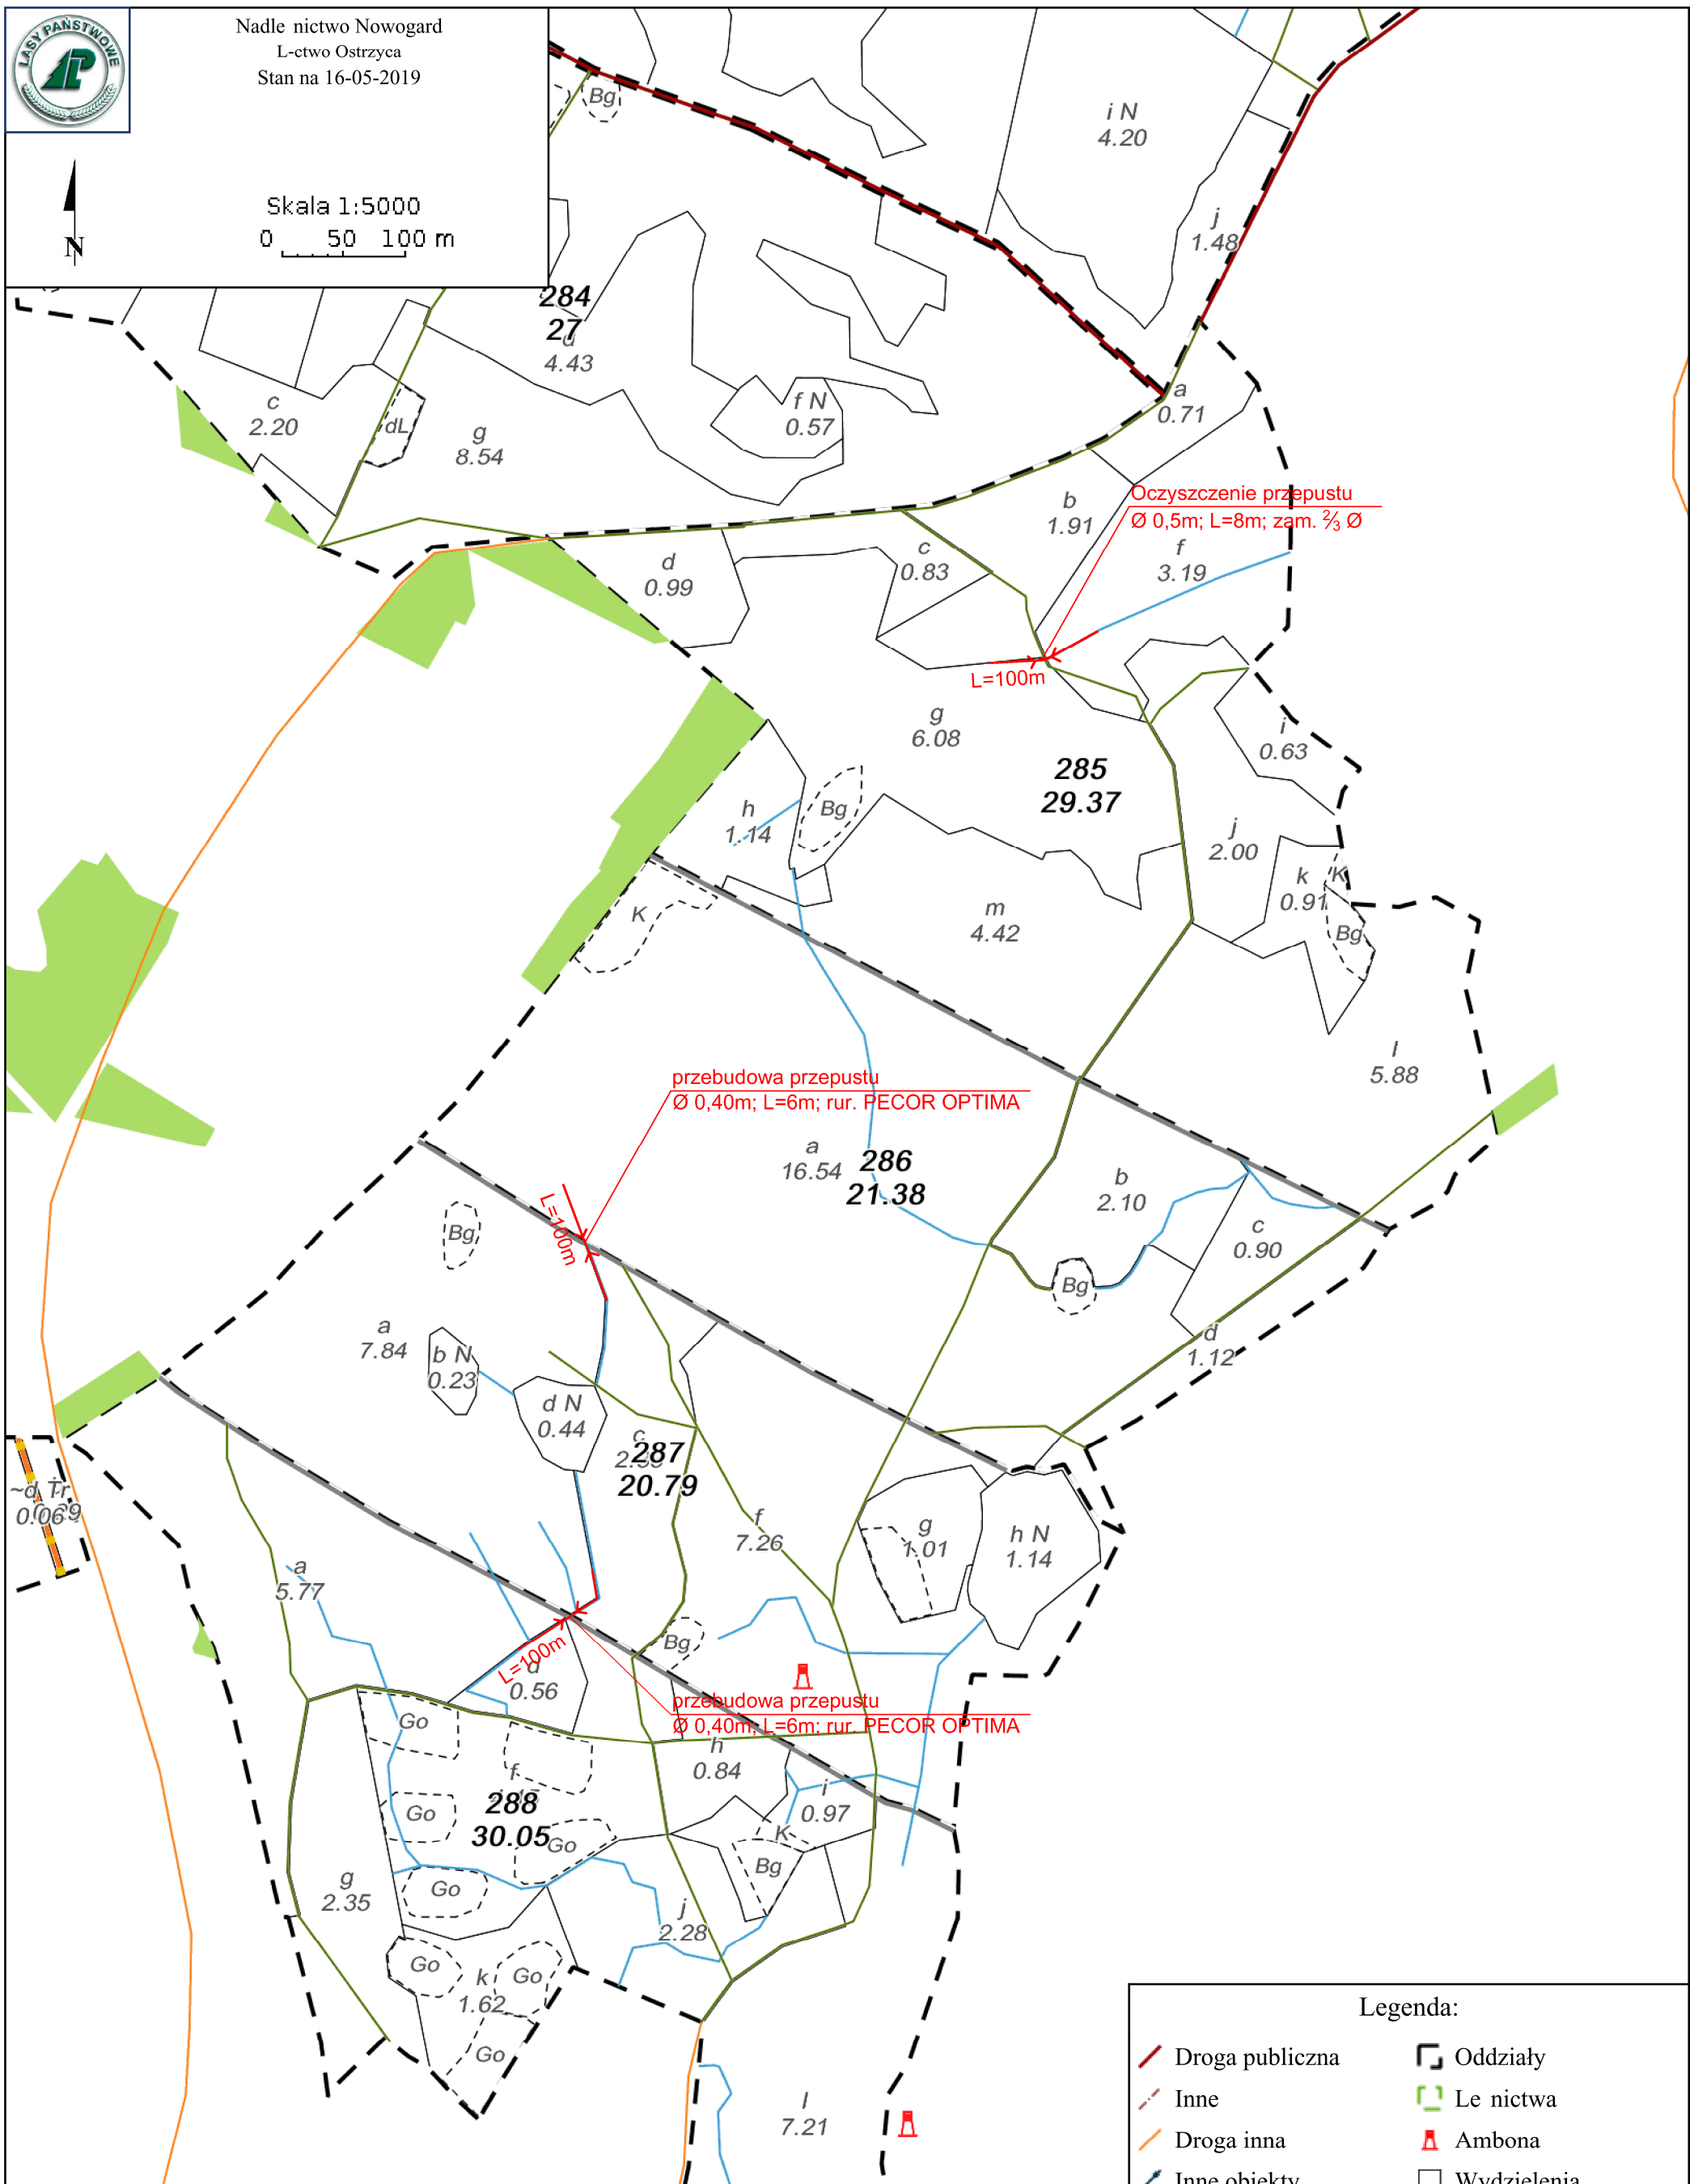 LASY PAŃSTWOWE
Nadle nictwo Nowogard
L-ctwo Ostrzyca
Stan na 16-05-2019
N
Skala 1:5000
0 50 100 m
Bg
i N
4.20
j
1.48
284
27
4.43
a
0.71
c
2.20
dL
g
8.54
f N
0.57
b
1.91
Oczyszczenie przepustu
Ø 0,5m; L=8m; zam. ⅔ Ø
f
3.19
c
0.83
d
0.99
L=100m
g
6.08
i
0.63
285
29.37
h
1.14
Bg
j
2.00
k
0.91
K
Bg
K
m
4.42
l
5.88
przebudowa przepustu
Ø 0,40m; L=6m; rur. PECOR OPTIMA
a
16.54
286
21.38
b
2.10
c
0.90
L=100m
Bg
Bg
a
7.84
b N
0.23
d
1.12
d N
0.44
c
287
20.79
~d Tr
0.06
f
7.26
g
1.01
h N
1.14
a
5.77
Bg
L=100m
d
0.56
przebudowa przepustu
Ø 0,40m; L=6m; rur. PECOR OPTIMA
Go
h
0.84
f
i
0.97
288
30.05
Go
Go
K
Bg
g
2.35
Go
j
2.28
Go
Go
k
1.62
Go
l
7.21
Legenda:
Droga publiczna
Oddziały
Inne
Le nictwa
Droga inna
Ambona
Inne obiekty
Wydzielenia